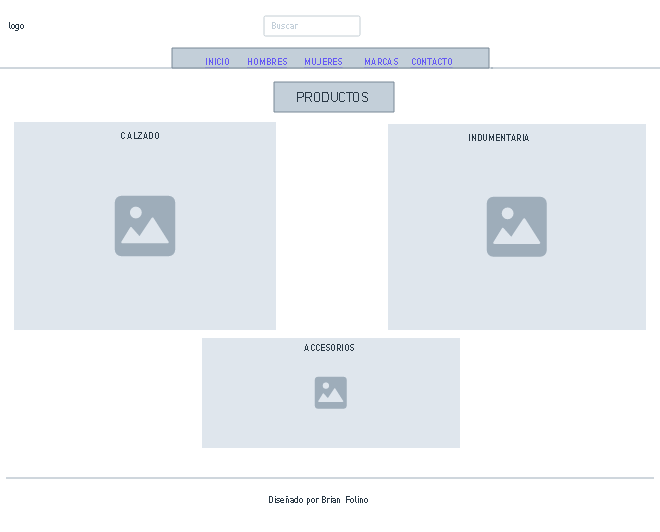 logo
Buscar
INICIO HOMBRES MUJERES MARCAS CONTACTO
PRODUCTOS
CALZADO
INDUMENTARIA
ACCESORIOS
Diseñado por Brian Folino